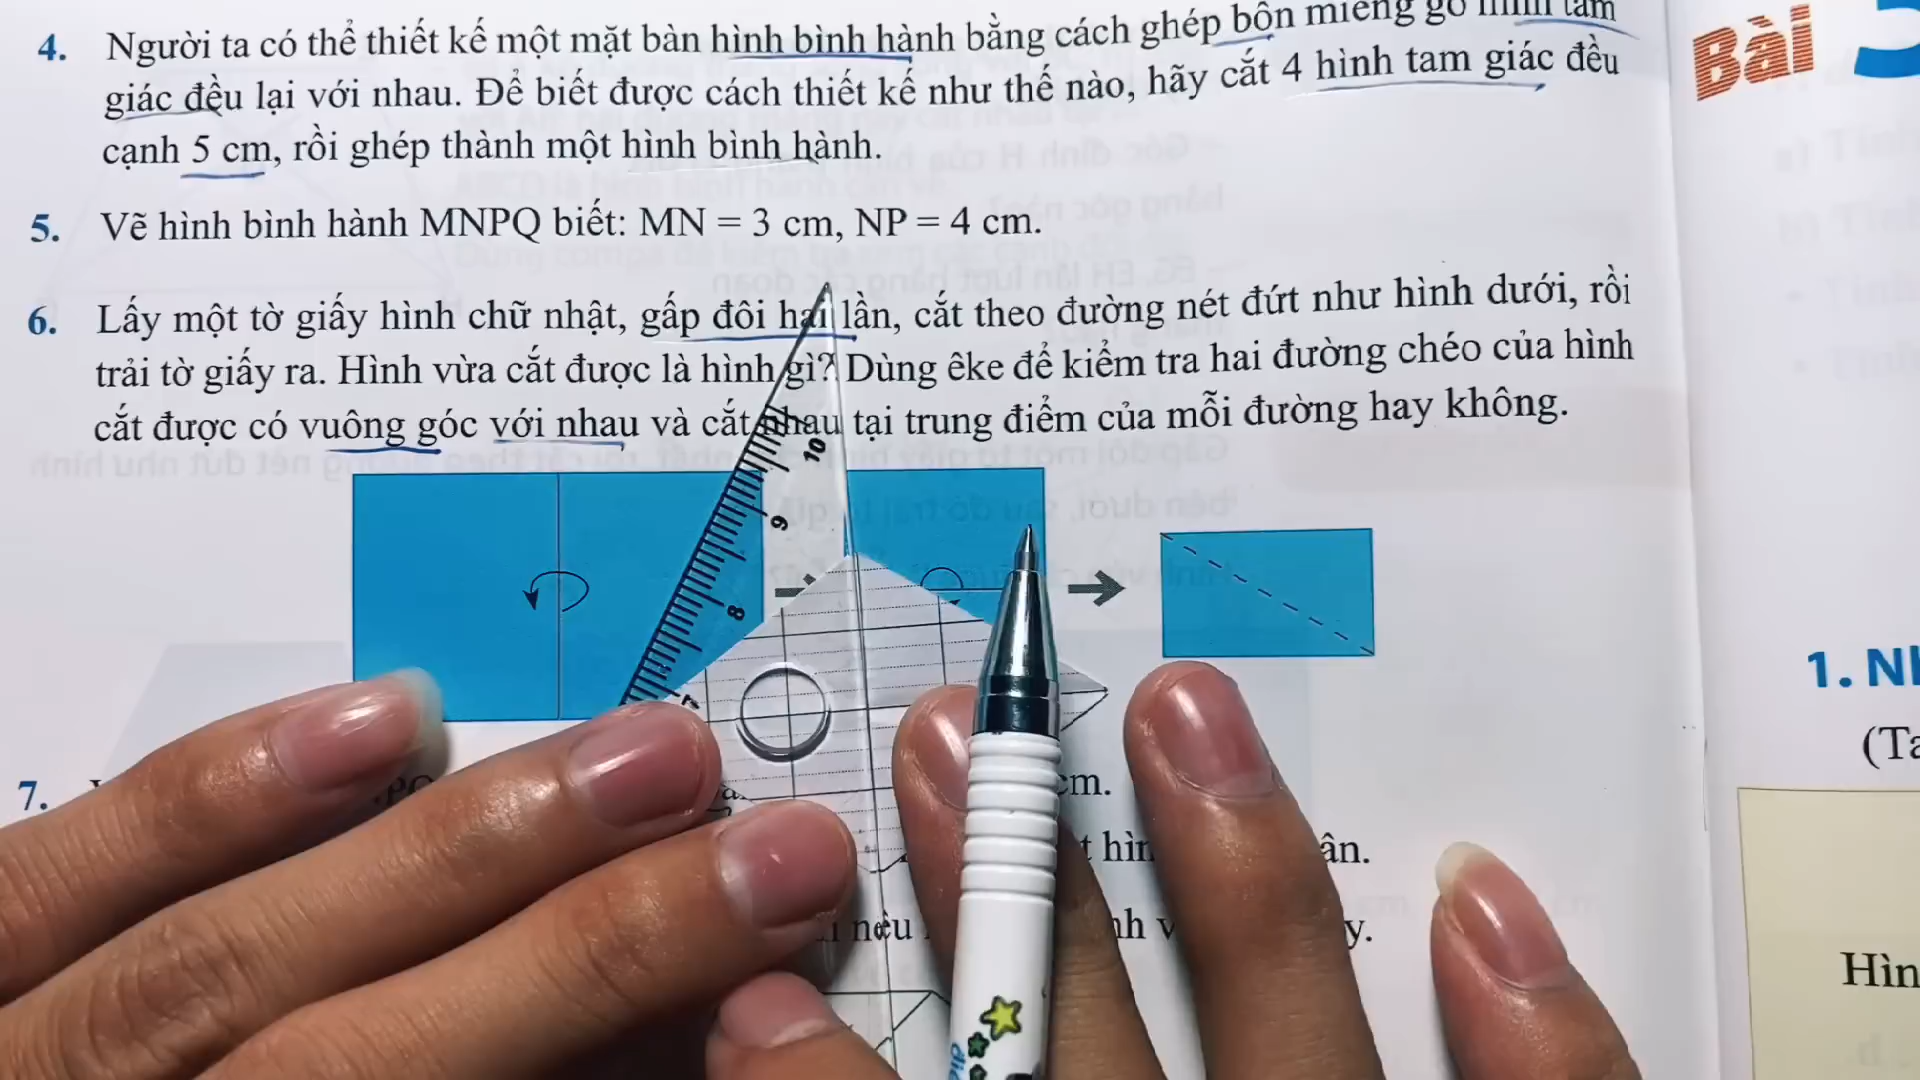 4. Người ta có thể thiết kế một mặt bàn hình bình hành bằng cách ghép bốn miếng gỗ hình tam
giác đều lại với nhau. Để biết được cách thiết kế như thế nào, hãy cắt 4 hình tam giác đều
cạnh 5 cm, rồi ghép thành một hình bình hành.
5. Vẽ hình bình hành MNPQ biết: MN = 3 cm, NP = 4 cm.
6. Lấy một tờ giấy hình chữ nhật, gấp đôi hai lần, cắt theo đường nét đứt như hình dưới, rồi
trải tờ giấy ra. Hình vừa cắt được là hình gì? Dùng êke để kiểm tra hai đường chéo của hình
cắt được có vuông góc với nhau và cắt nhau tại trung điểm của mỗi đường hay không.
10
9
8
7
7.
cm.
ân.
y.
Bài
1.
Hìn